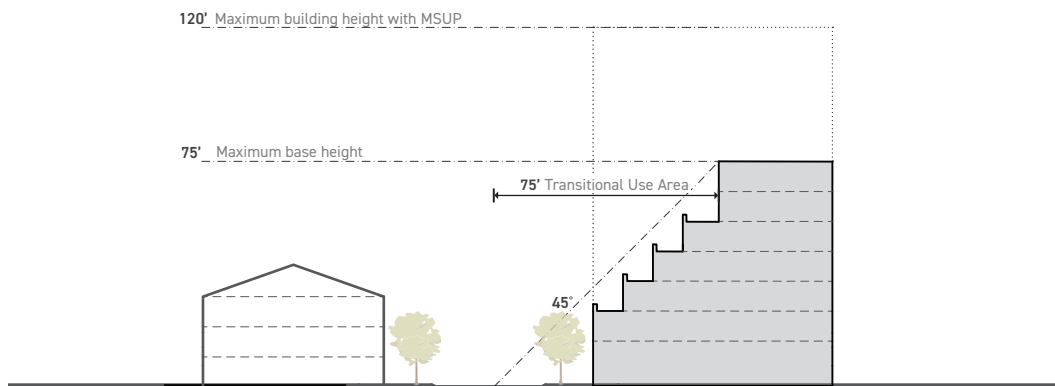 120' Maximum building height with MSUP
75' Maximum base height
75' Transitional Use Area
45°